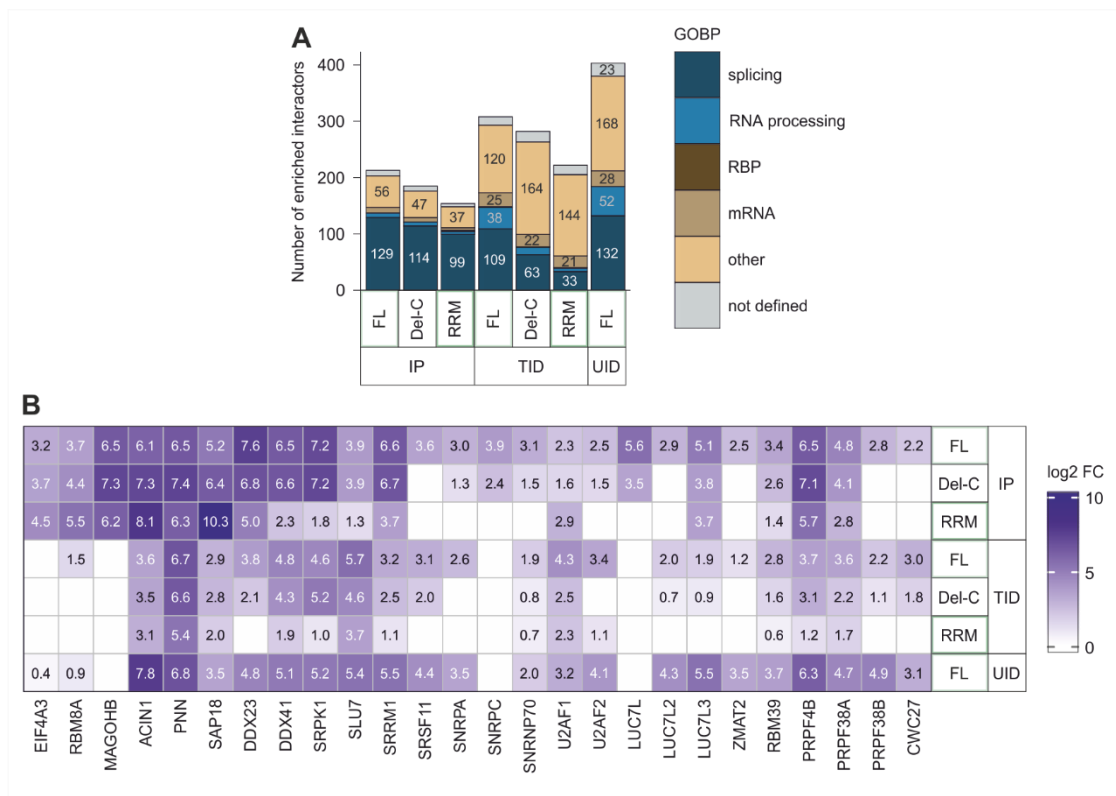 A
GOBP
Number of enriched interactors
400
300
200
100
0
56
129
47
114
37
99
120
25
38
109
164
22
63
144
21
33
23
168
28
52
132
FL
Del-C
RRM
FL
Del-C
RRM
FL
IP
TID
UID
splicing
RNA processing
RBP
mRNA
other
not defined
B
3.2 3.7 6.5 6.1 6.5 5.2 7.6 6.5 7.2 3.9 6.6 3.6 3.0 3.9 3.1 2.3 2.5 5.6 2.9 5.1 2.5 3.4 6.5 4.8 2.8 2.2 FL
3.7 4.4 7.3 7.3 7.4 6.4 6.8 6.6 7.2 3.9 6.7 1.3 2.4 1.5 1.6 1.5 3.5 3.8 2.6 7.1 4.1 Del-C IP
4.5 5.5 6.2 8.1 6.3 10.3 5.0 2.3 1.8 1.3 3.7 2.9 3.7 1.4 5.7 2.8 RRM
1.5 3.6 6.7 2.9 3.8 4.8 4.6 5.7 3.2 3.1 2.6 1.9 4.3 3.4 2.0 1.9 1.2 2.8 3.7 3.6 2.2 3.0 FL
3.5 6.6 2.8 2.1 4.3 5.2 4.6 2.5 2.0 0.8 2.5 0.7 0.9 1.6 3.1 2.2 1.1 1.8 Del-C TID
3.1 5.4 2.0 1.9 1.0 3.7 1.1 0.7 2.3 1.1 0.6 1.2 1.7 RRM
0.4 0.9 7.8 6.8 3.5 4.8 5.1 5.2 5.4 5.5 4.4 3.5 2.0 3.2 4.1 4.3 5.5 3.5 3.7 6.3 4.7 4.9 3.1 FL UID
EIF4A3
RBM8A
MAGOHB
ACIN1
PNN
SAP18
DDX23
DDX41
SRPK1
SLU7
SRRM1
SRSF11
SNRPA
SNRPC
SNRNP70
U2AF1
U2AF2
LUC7L
LUC7L2
LUC7L3
ZMAT2
RBM39
PRPF4B
PRPF38A
PRPF38B
CWC27
log2 FC
10
5
0